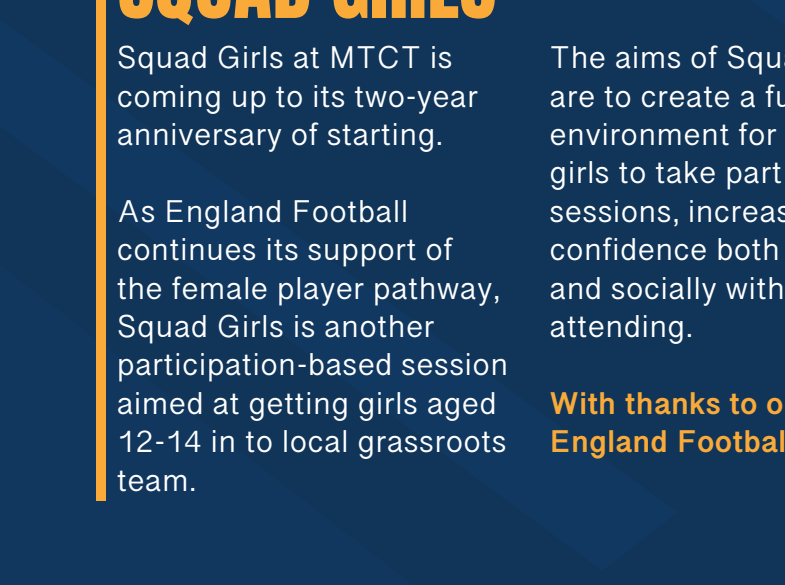 SQUAD GIRLS
Squad Girls at MTCT is
coming up to its two-year
anniversary of starting.
As England Football
continues its support of
the female player pathway,
Squad Girls is another
participation-based session
aimed at getting girls aged
12-14 in to local grassroots
team.
The aims of
are to create a
environment for
girls to take part
sessions,
confidence both
and socially with
attending.
With thanks to
England